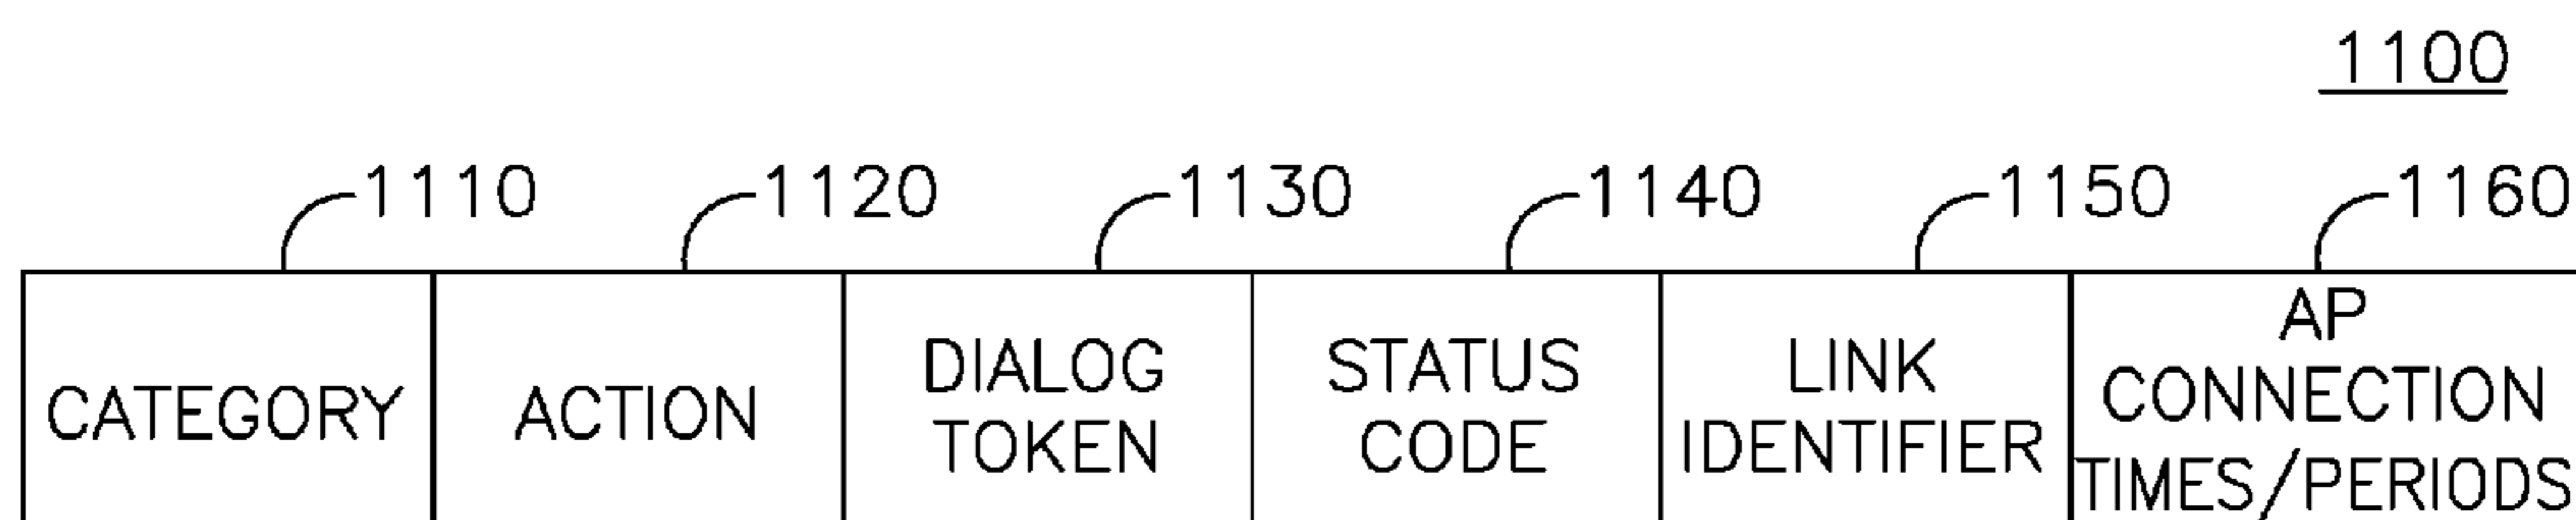 1100
1110 1120 1130 1140 1150 1160
CATEGORY
ACTION
DIALOG
TOKEN
STATUS
CODE
LINK
IDENTIFIER
AP
CONNECTION
TIMES/PERIODS